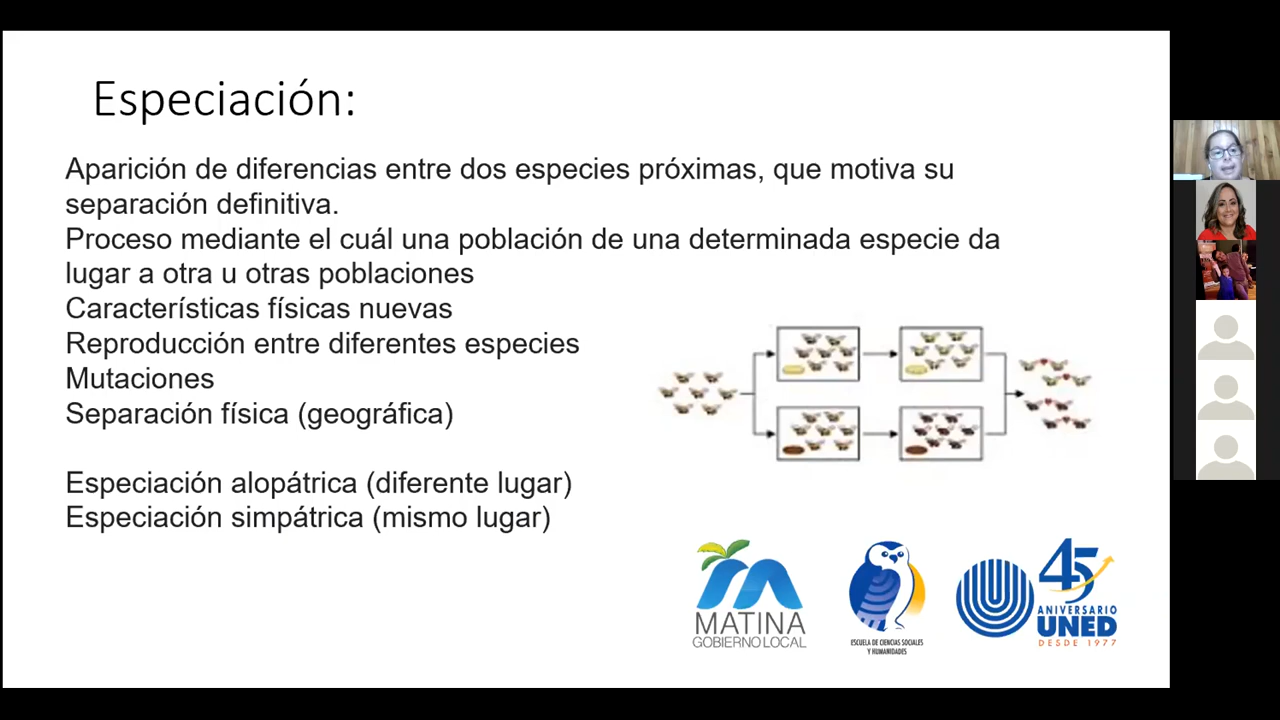 Especiación:
Aparición de diferencias entre dos especies próximas, que motiva su
separación definitiva.
Proceso mediante el cuál una población de una determinada especie da
lugar a otra u otras poblaciones
Características físicas nuevas
Reproducción entre diferentes especies
Mutaciones
Separación física (geográfica)
Especiación alopátrica (diferente lugar)
Especiación simpátrica (mismo lugar)
MATINA
GOBIERNO LOCAL
ESCUELA DE CIENCIAS SOCIALES
Y HUMANIDADES
45
ANIVERSARIO
UNED
DESDE 1977